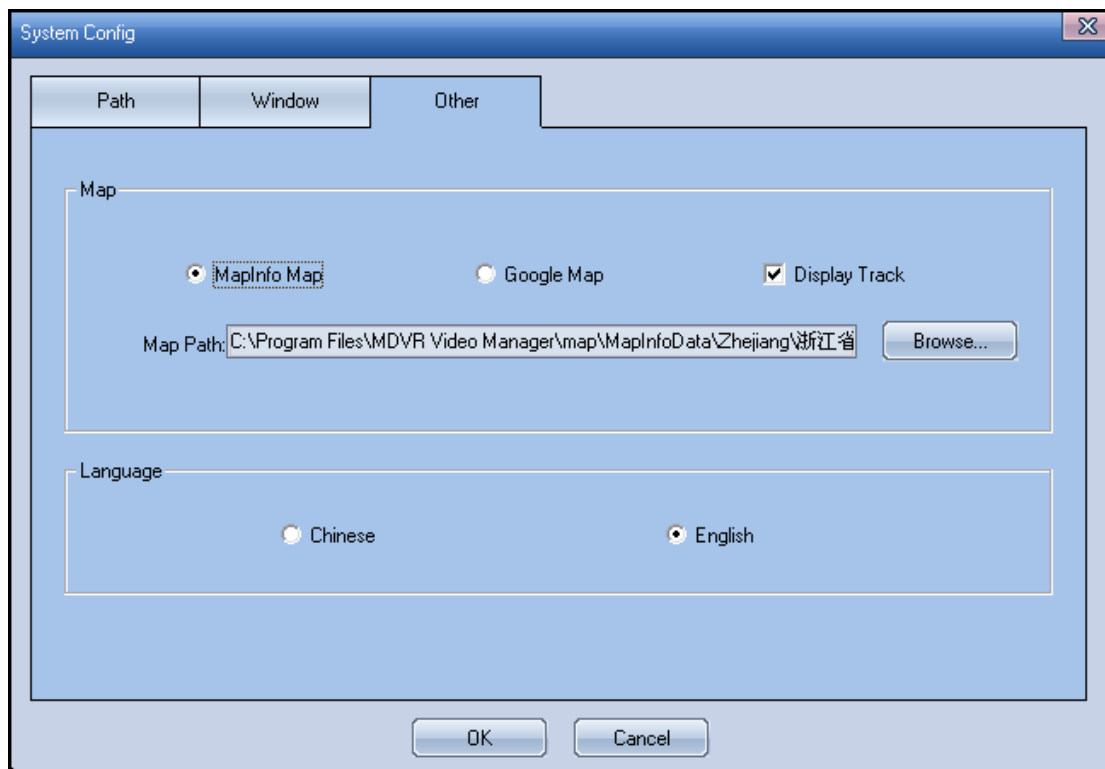 System Config
Path Window Other
Map
MapInfo Map Google Map Display Track
Map Path: C:\Program Files\MDVR Video Manager\map\MapInfoData\Zhejiang\浙江省 Browse...
Language
Chinese English
OK Cancel